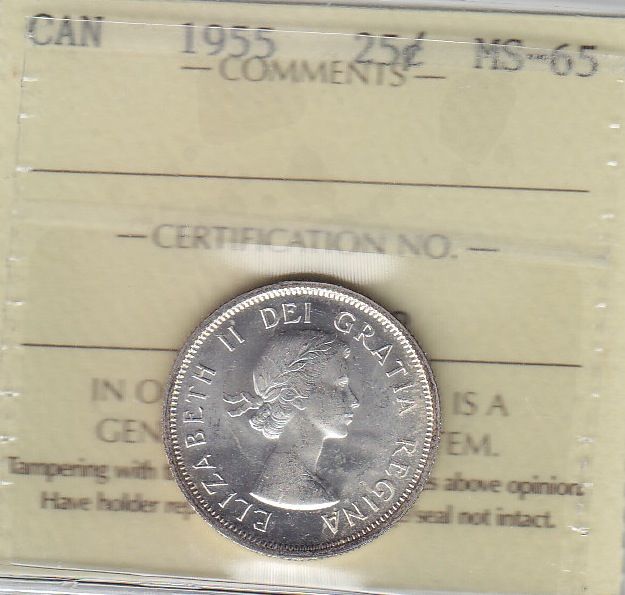 CAN 1955 25¢ MS-65
— COMMENTS —
— CERTIFICATION NO. —
IN O IS A
GEN EM.
Tampering with s above opinion.
Have holder rep seal not intact.
ELIZABETH II DEI GRATIA REGINA